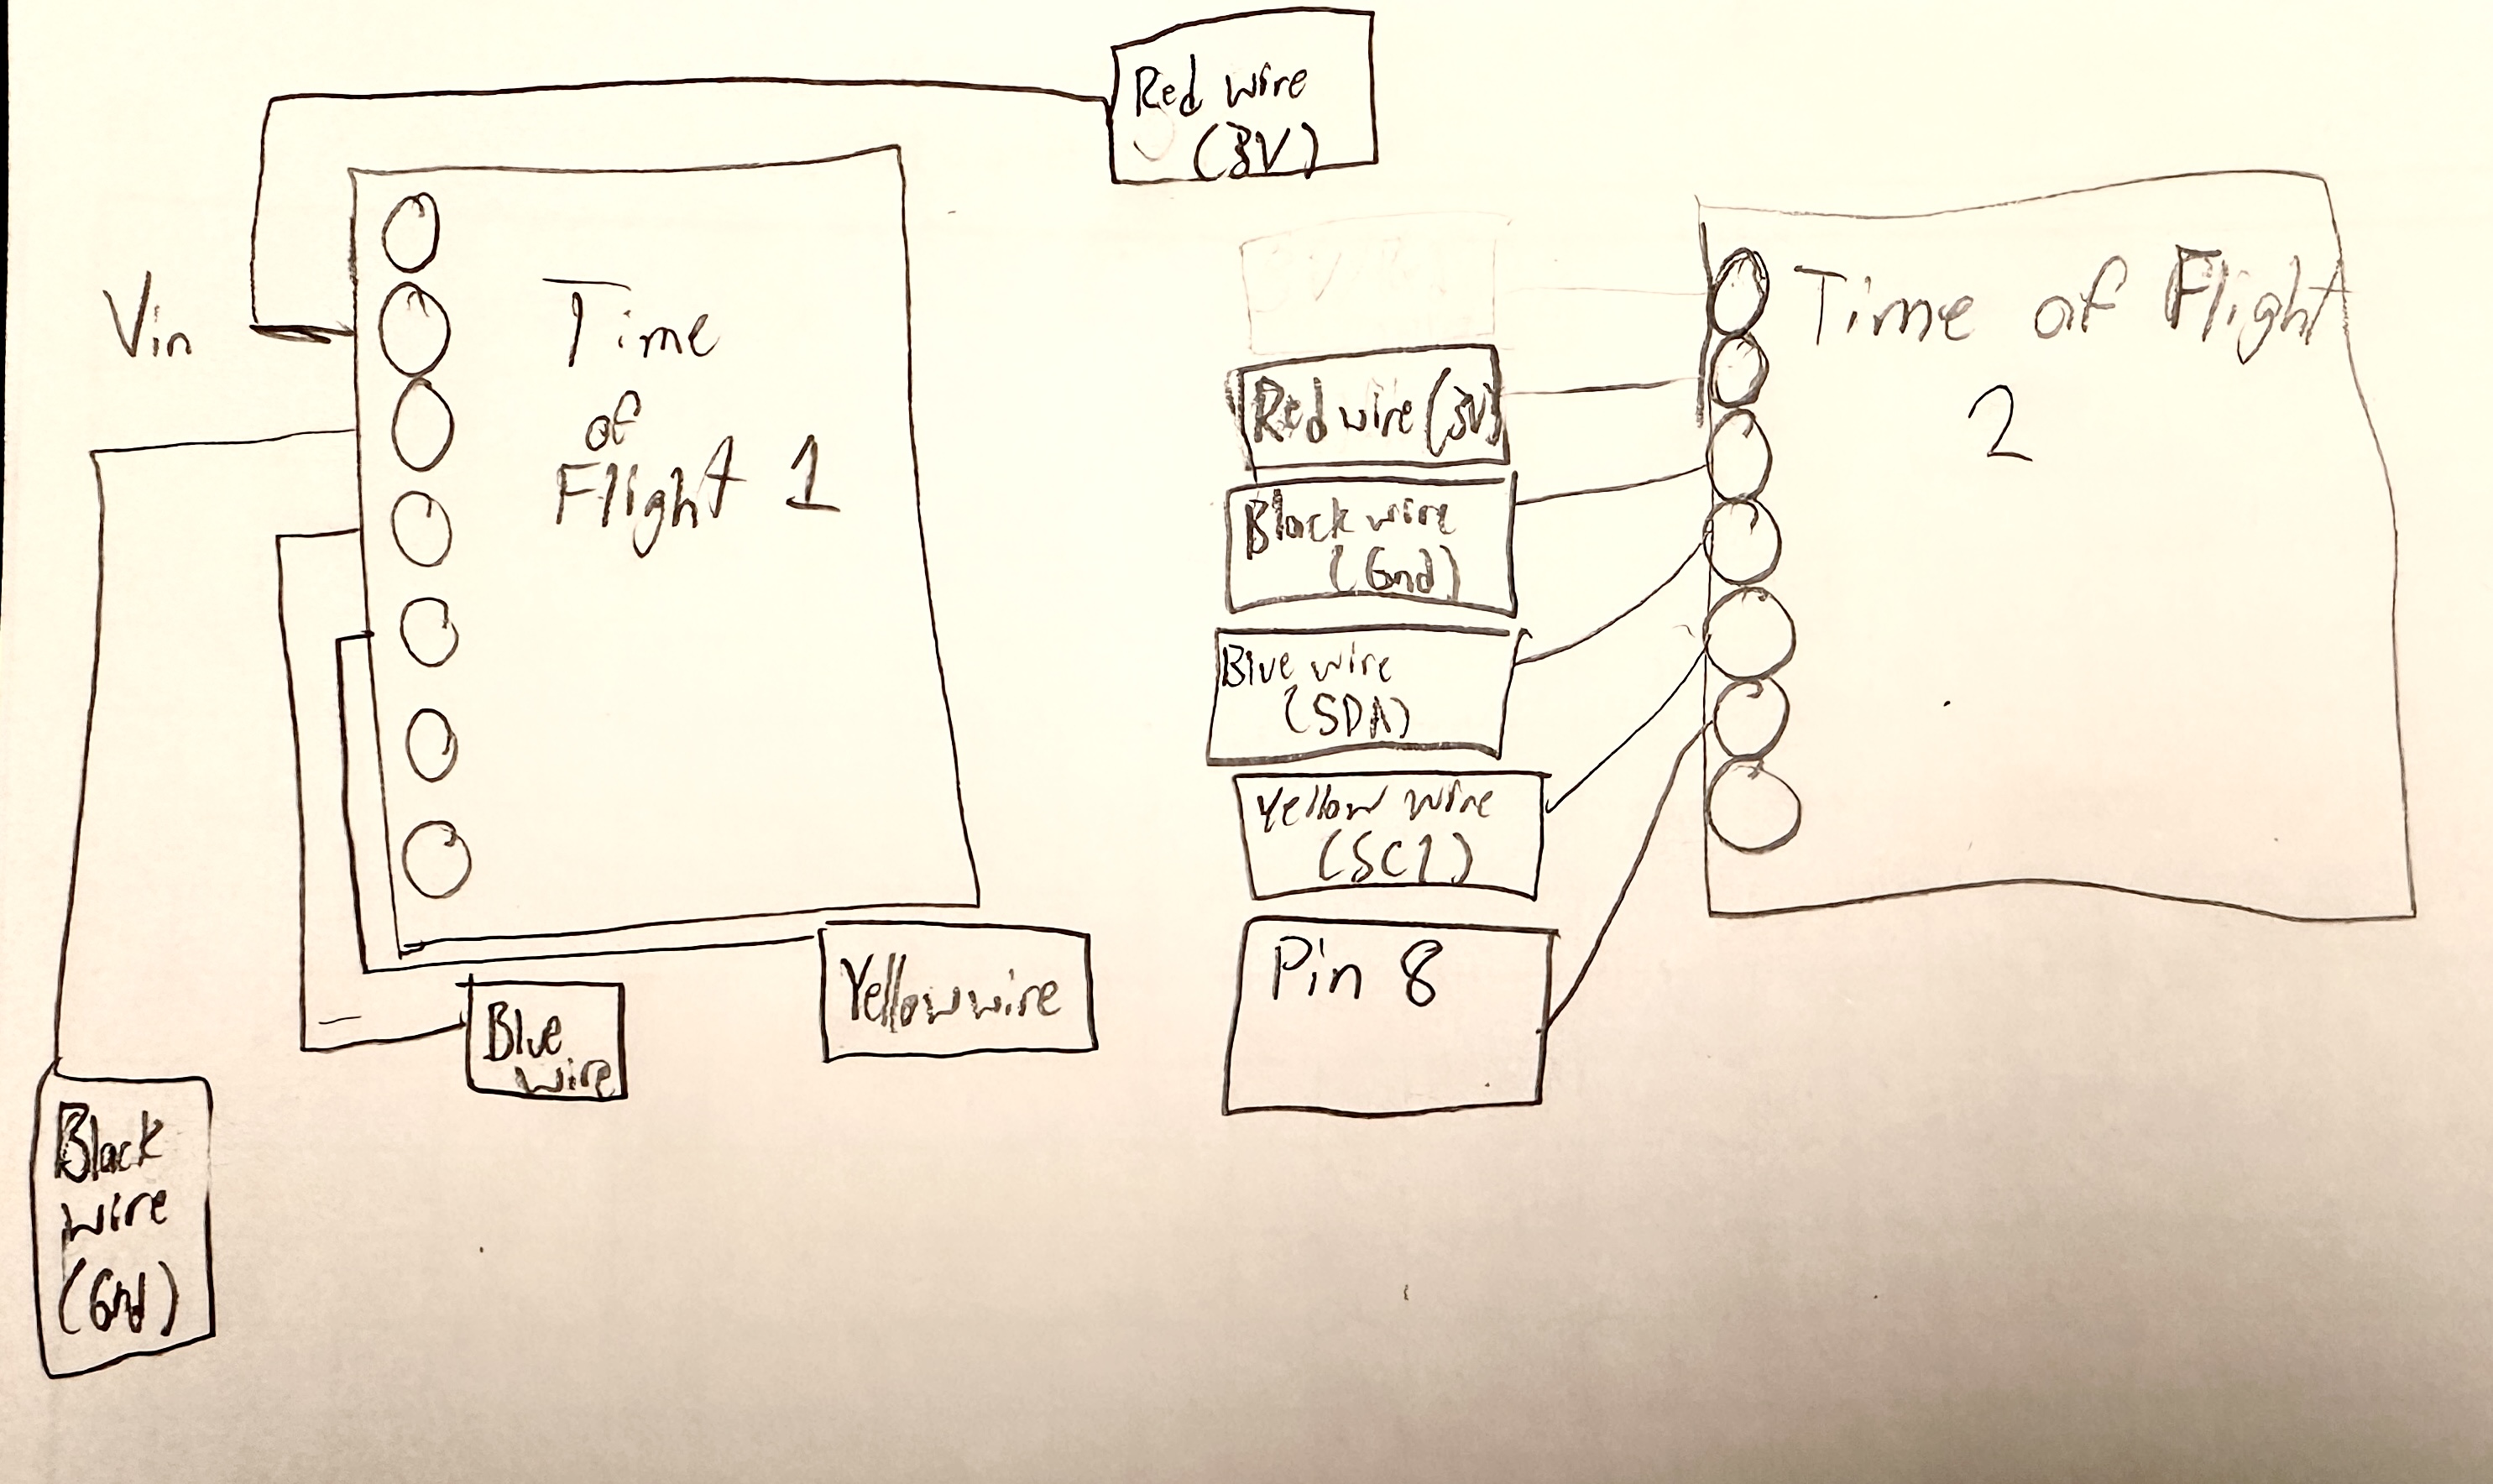 Red wire
(3V)
Vin
Time
of
Flight 1
Time of Flight
2
Red wire (3V)
Black wire
(Gnd)
Blue wire
(SDA)
Yellow wire
(SC1)
Pin 8
Yellow wire
Blue
wire
Black
wire
(Gnd)